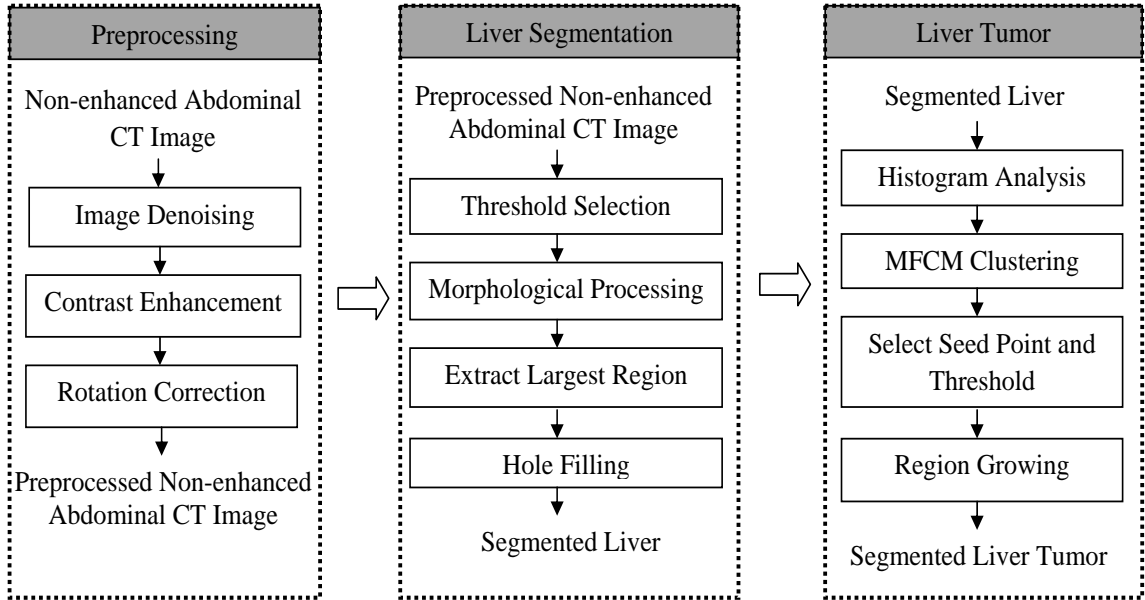 Preprocessing
Non-enhanced Abdominal
CT Image
Image Denoising
Contrast Enhancement
Rotation Correction
Preprocessed Non-enhanced
Abdominal CT Image
Liver Segmentation
Preprocessed Non-enhanced
Abdominal CT Image
Threshold Selection
Morphological Processing
Extract Largest Region
Hole Filling
Segmented Liver
Liver Tumor
Segmented Liver
Histogram Analysis
MFCM Clustering
Select Seed Point and
Threshold
Region Growing
Segmented Liver Tumor